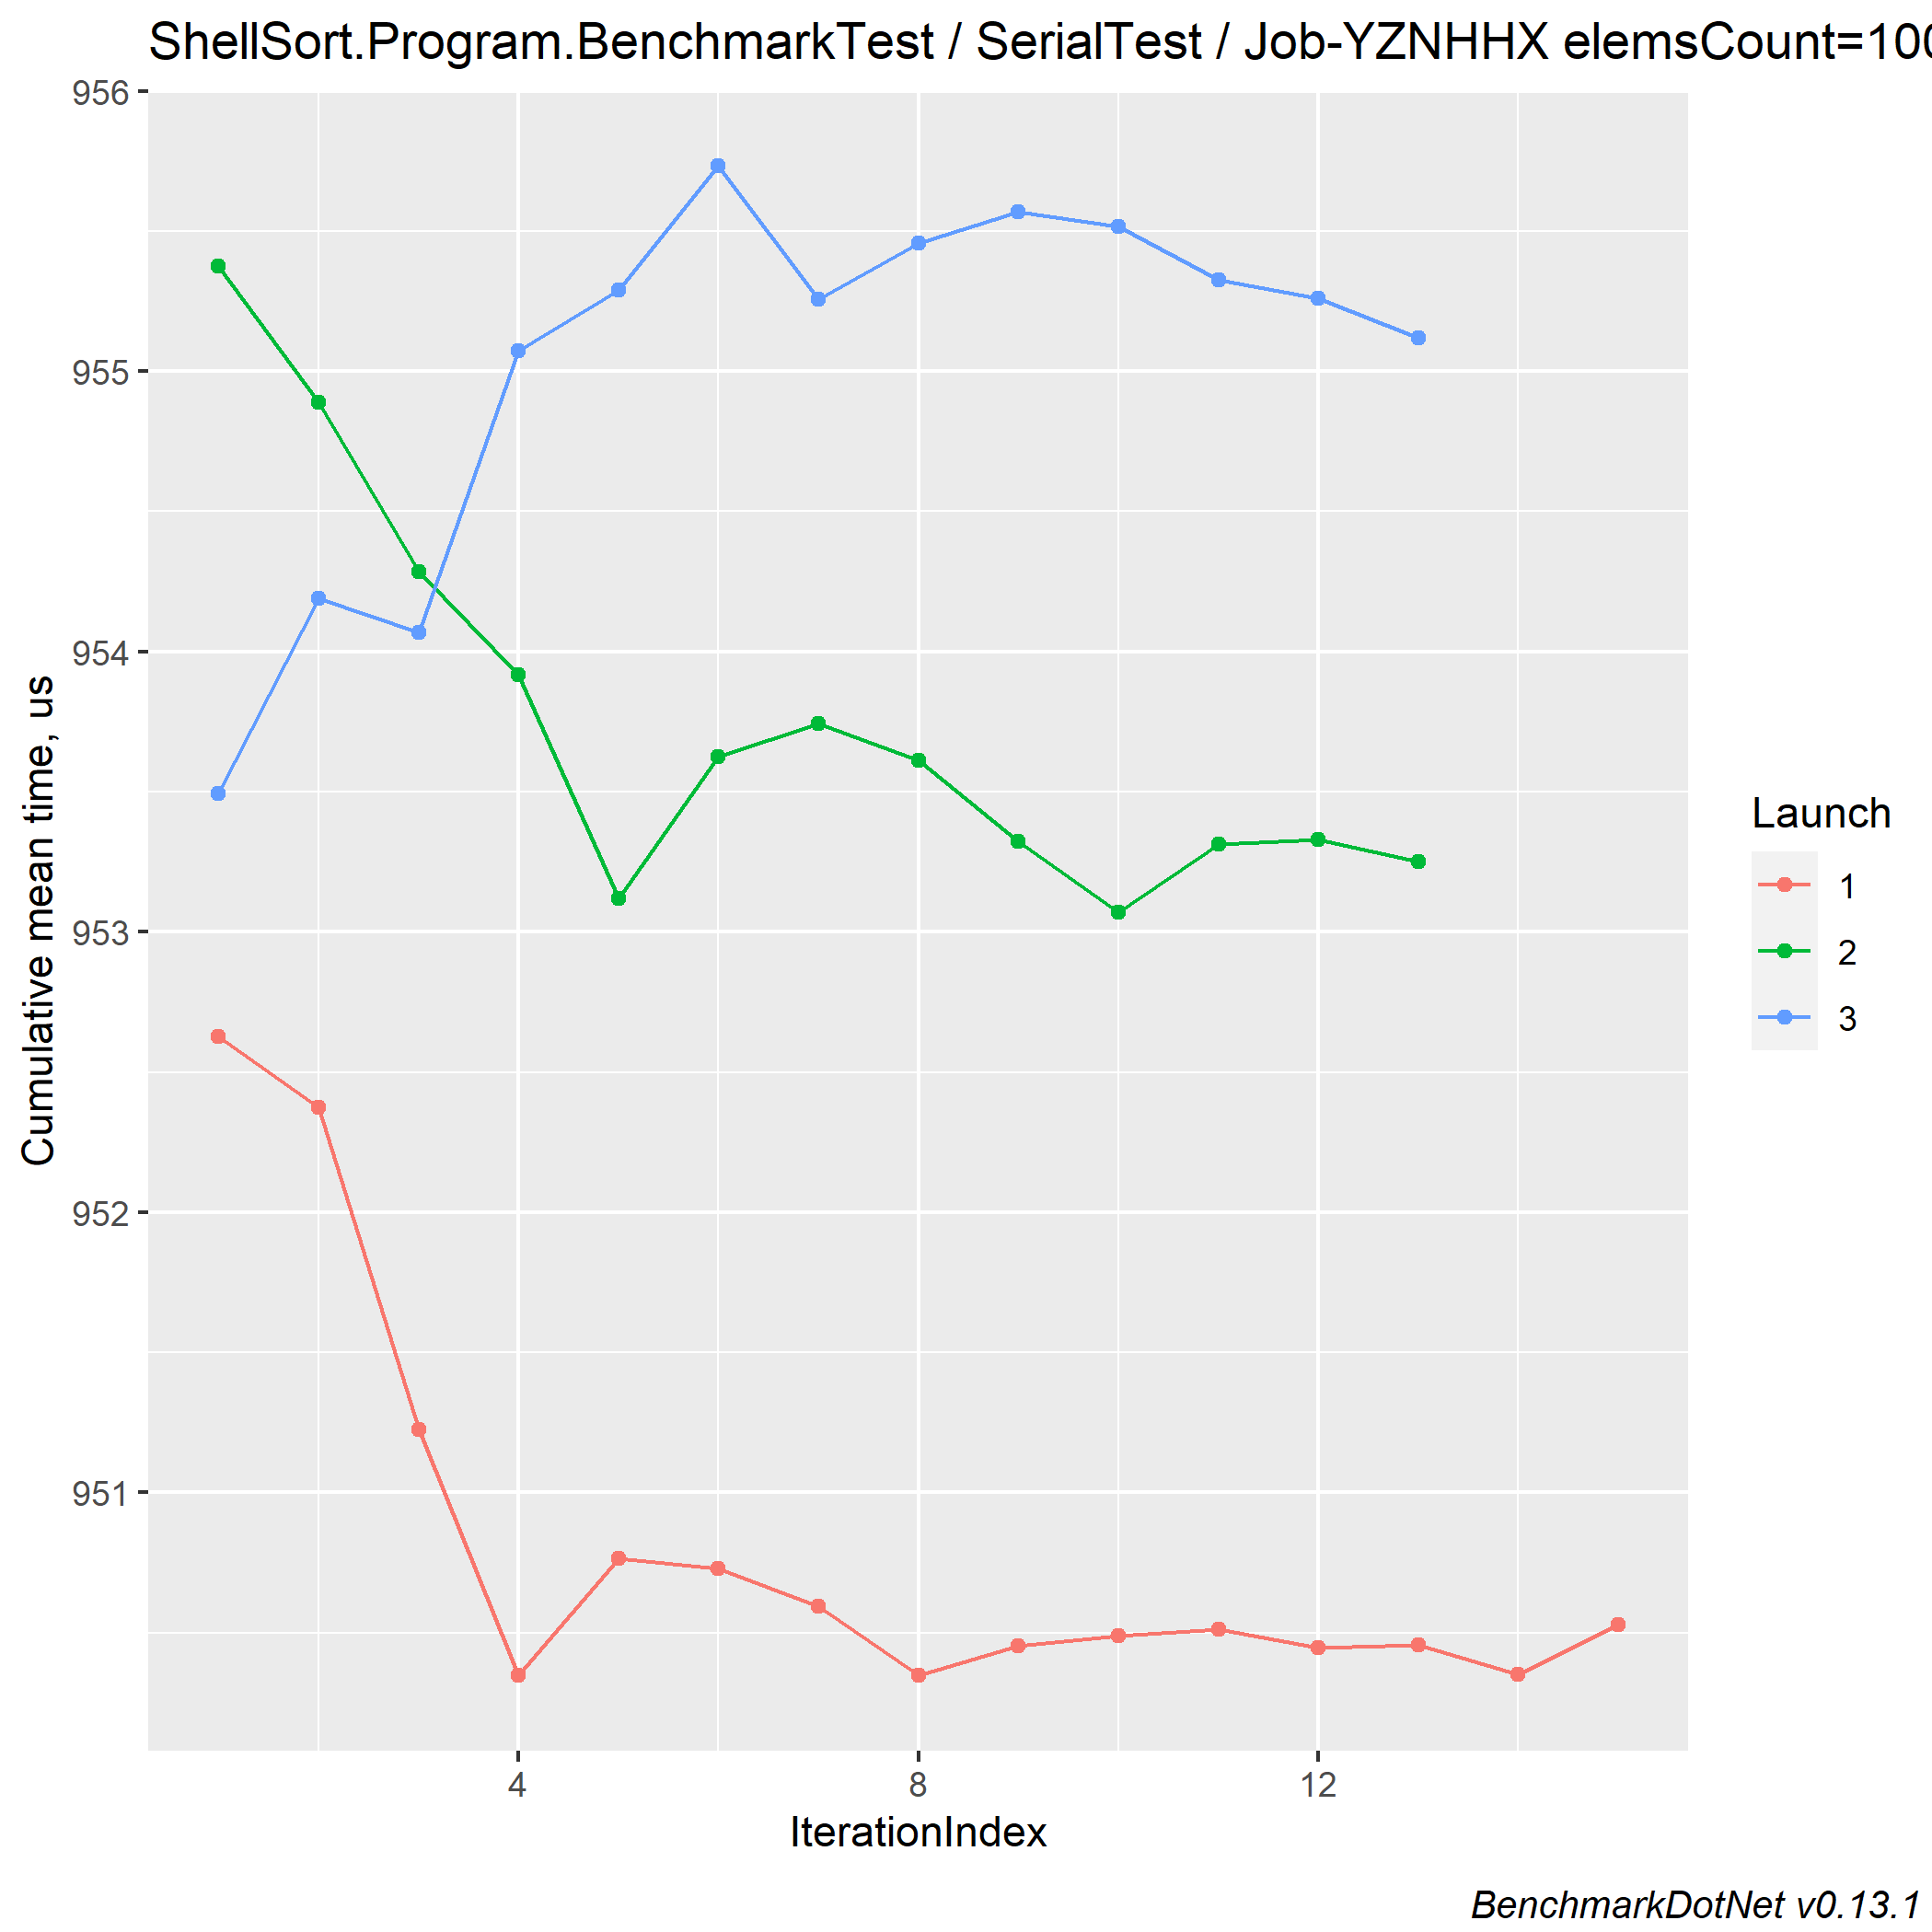 ShellSort.Program.BenchmarkTest / SerialTest / Job-YZNHHX elemsCount=100
956
955
954
953
952
951
Cumulative mean time, us
4
8
12
IterationIndex
Launch
1
2
3
BenchmarkDotNet v0.13.1